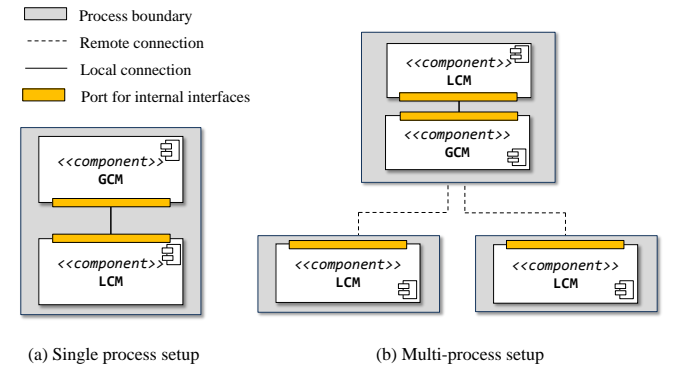 Process boundary
Remote connection
Local connection
Port for internal interfaces
<<component>>
GCM
<<component>>
LCM
(a) Single process setup
<<component>>
LCM
<<component>>
GCM
<<component>>
LCM
<<component>>
LCM
(b) Multi-process setup